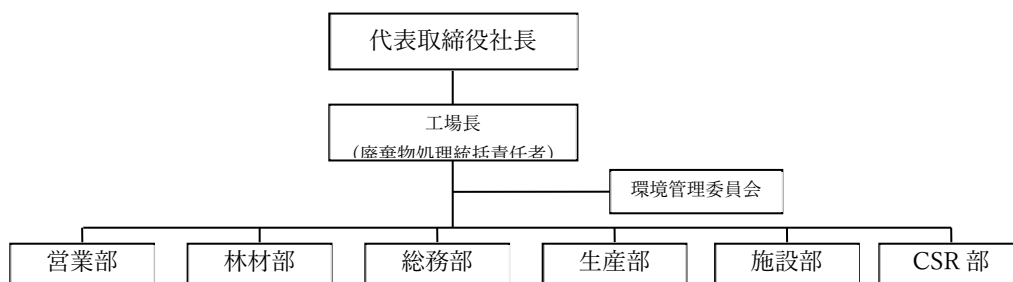 代表取締役社長
工場長
（廃棄物処理統括責任者）
環境管理委員会
営業部
林材部
総務部
生産部
施設部
CSR 部